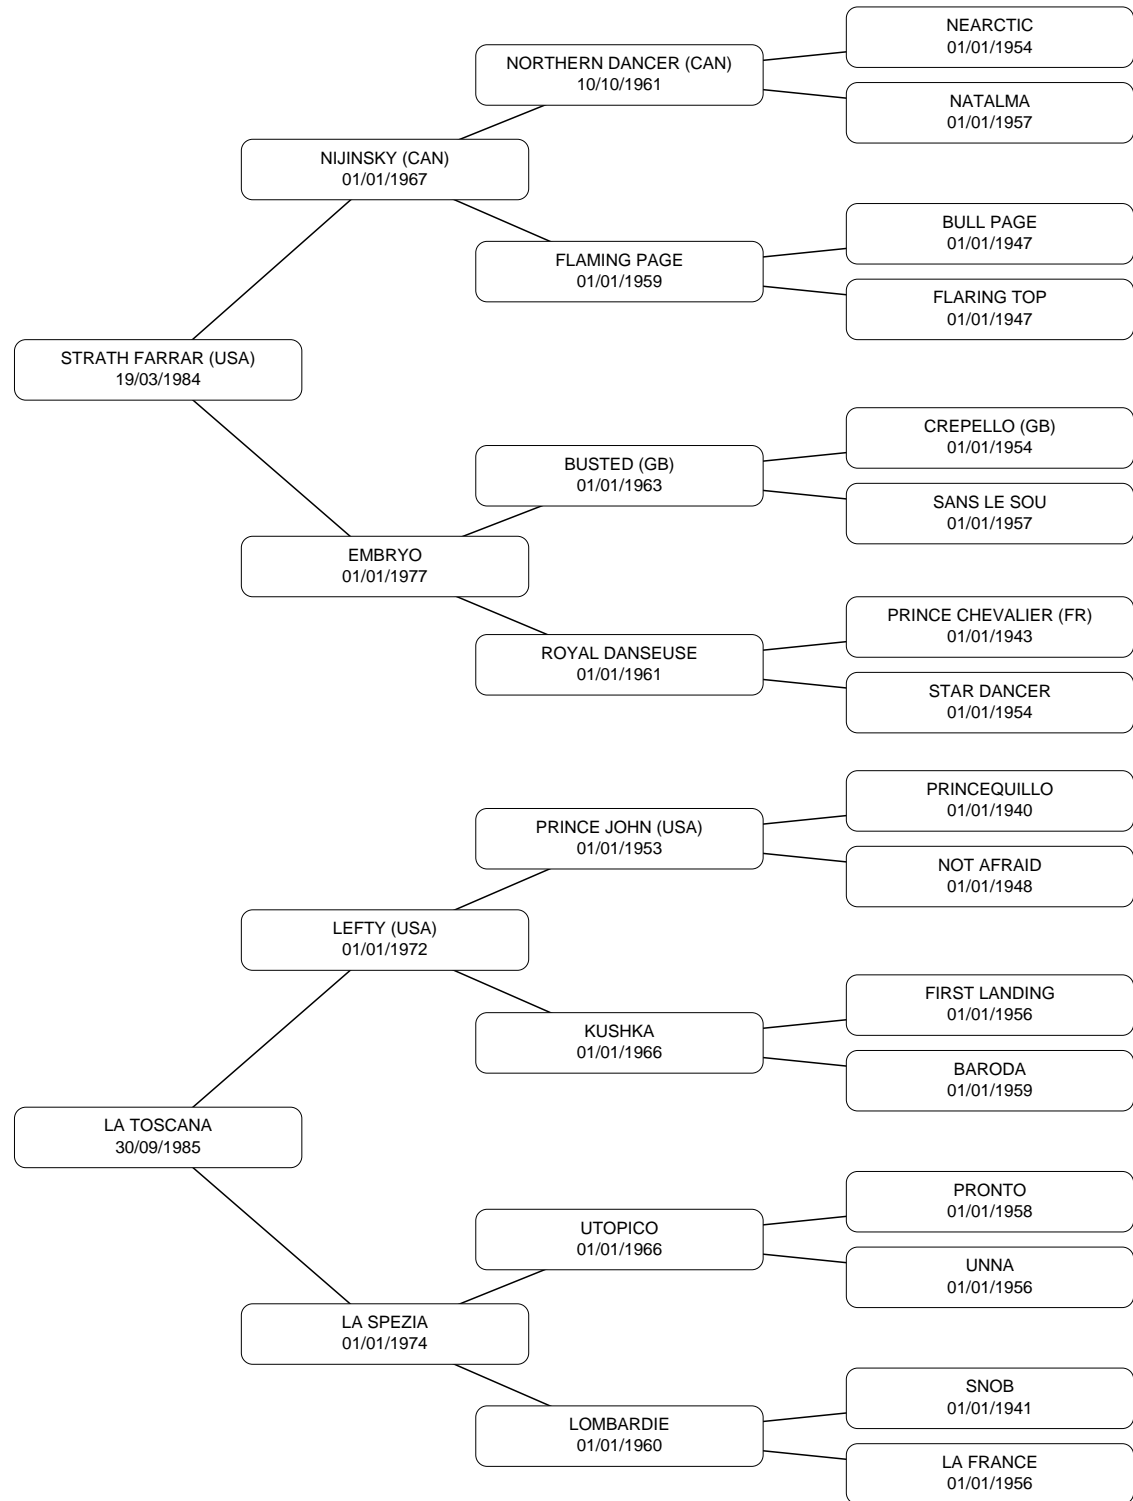 NEARCTIC
01/01/1954
NORTHERN DANCER (CAN)
10/10/1961
NATALMA
01/01/1957
NIJINSKY (CAN)
01/01/1967
BULL PAGE
01/01/1947
FLAMING PAGE
01/01/1959
FLARING TOP
01/01/1947
STRATH FARRAR (USA)
19/03/1984
CREPELLO (GB)
01/01/1954
BUSTED (GB)
01/01/1963
SANS LE SOU
01/01/1957
EMBRYO
01/01/1977
PRINCE CHEVALIER (FR)
01/01/1943
ROYAL DANSEUSE
01/01/1961
STAR DANCER
01/01/1954
PRINCEQUILLO
01/01/1940
PRINCE JOHN (USA)
01/01/1953
NOT AFRAID
01/01/1948
LEFTY (USA)
01/01/1972
FIRST LANDING
01/01/1956
KUSHKA
01/01/1966
BARODA
01/01/1959
LA TOSCANA
30/09/1985
PRONTO
01/01/1958
UTOPICO
01/01/1966
UNNA
01/01/1956
LA SPEZIA
01/01/1974
SNOB
01/01/1941
LOMBARDIE
01/01/1960
LA FRANCE
01/01/1956